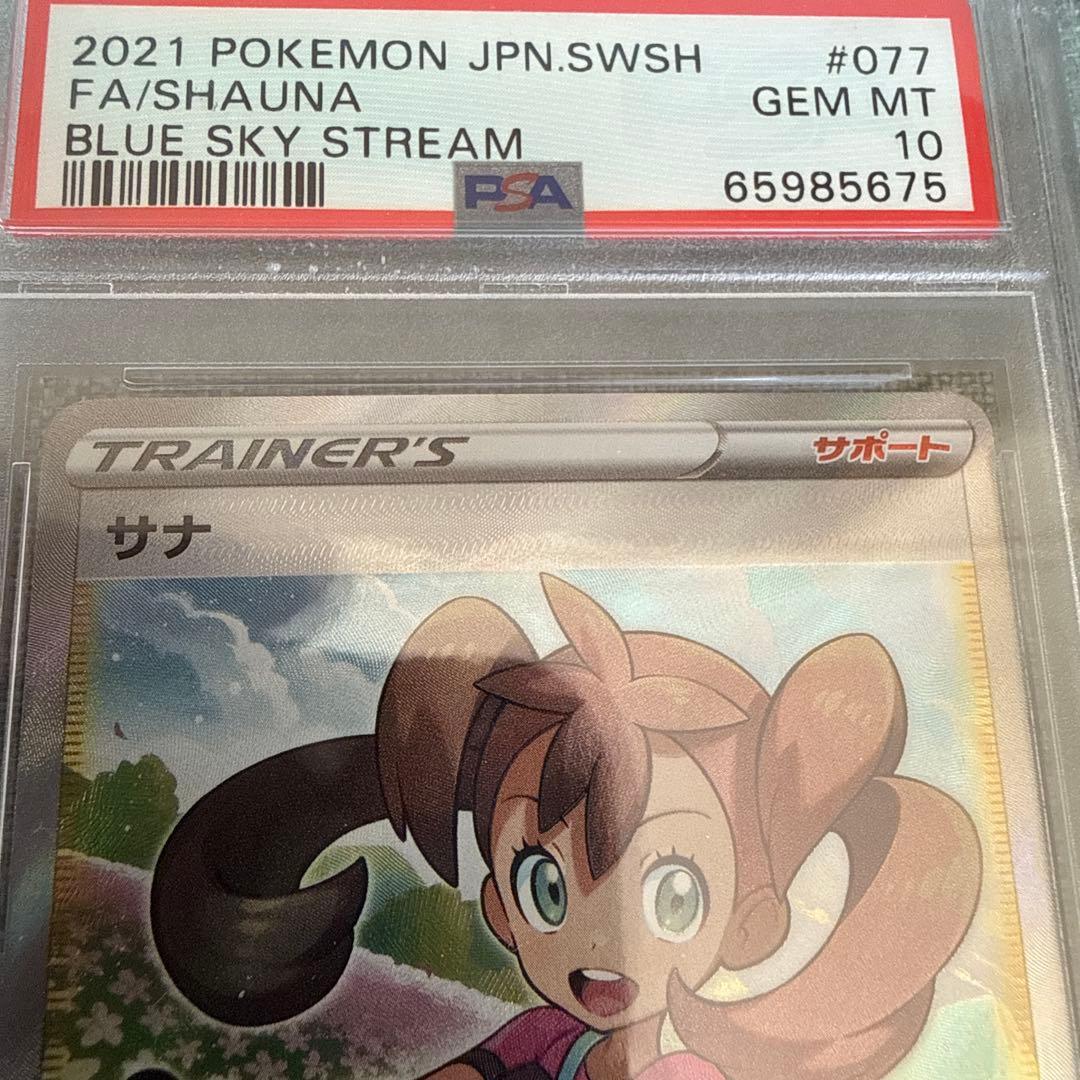 2021 POKEMON JPN.SWSH #077
FA/SHAUNA GEM MT
BLUE SKY STREAM 10
PSA 65985675
TRAINER'S サポート
サナ